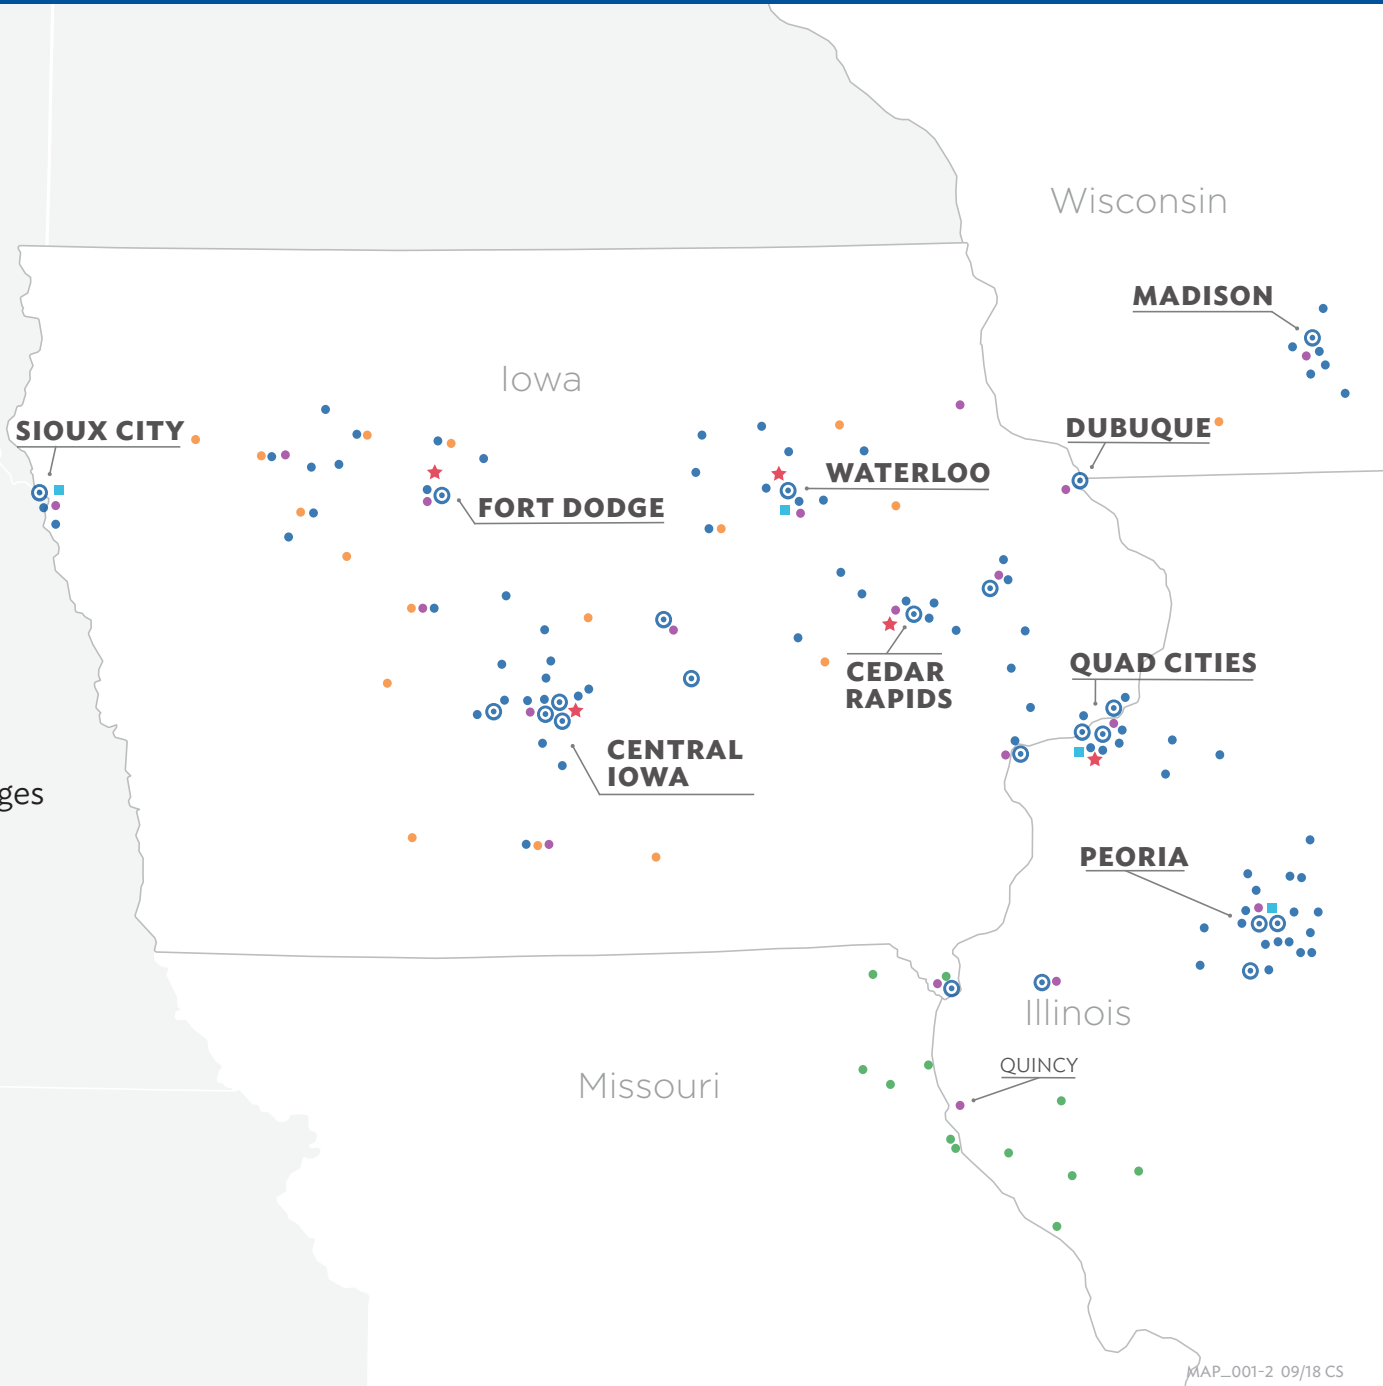 Wisconsin
MADISON
Iowa
SIOUX CITY
DUBUQUE
WATERLOO
FORT DODGE
CEDAR
RAPIDS
QUAD CITIES
CENTRAL
IOWA
ges
PEORIA
Illinois
QUINCY
Missouri
MAP_001-2 09/18 CS